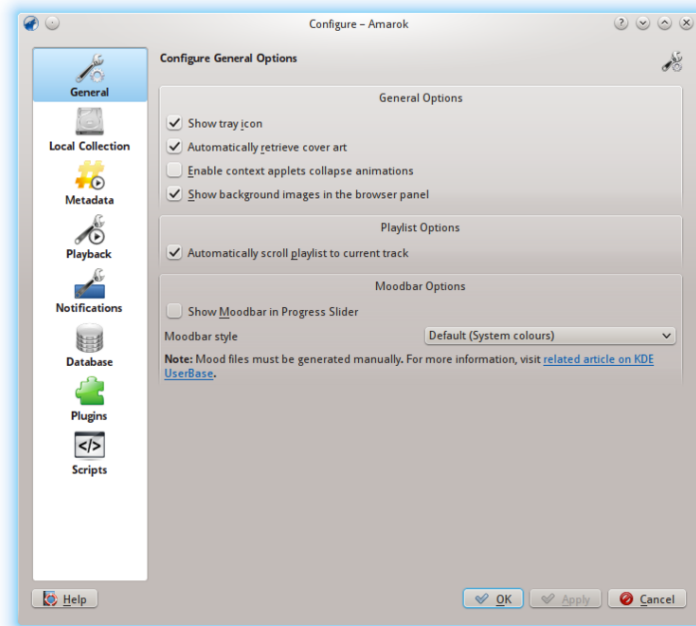 Configure – Amarok
Configure General Options
General
Local Collection
Metadata
Playback
Notifications
Database
Plugins
</>
Scripts
General Options
Show tray icon
Automatically retrieve cover art
Enable context applets collapse animations
Show background images in the browser panel
Playlist Options
Automatically scroll playlist to current track
Moodbar Options
Show Moodbar in Progress Slider
Moodbar style
Default (System colours)
Note: Mood files must be generated manually. For more information, visit related article on KDE
UserBase.
Help
OK
Apply
Cancel